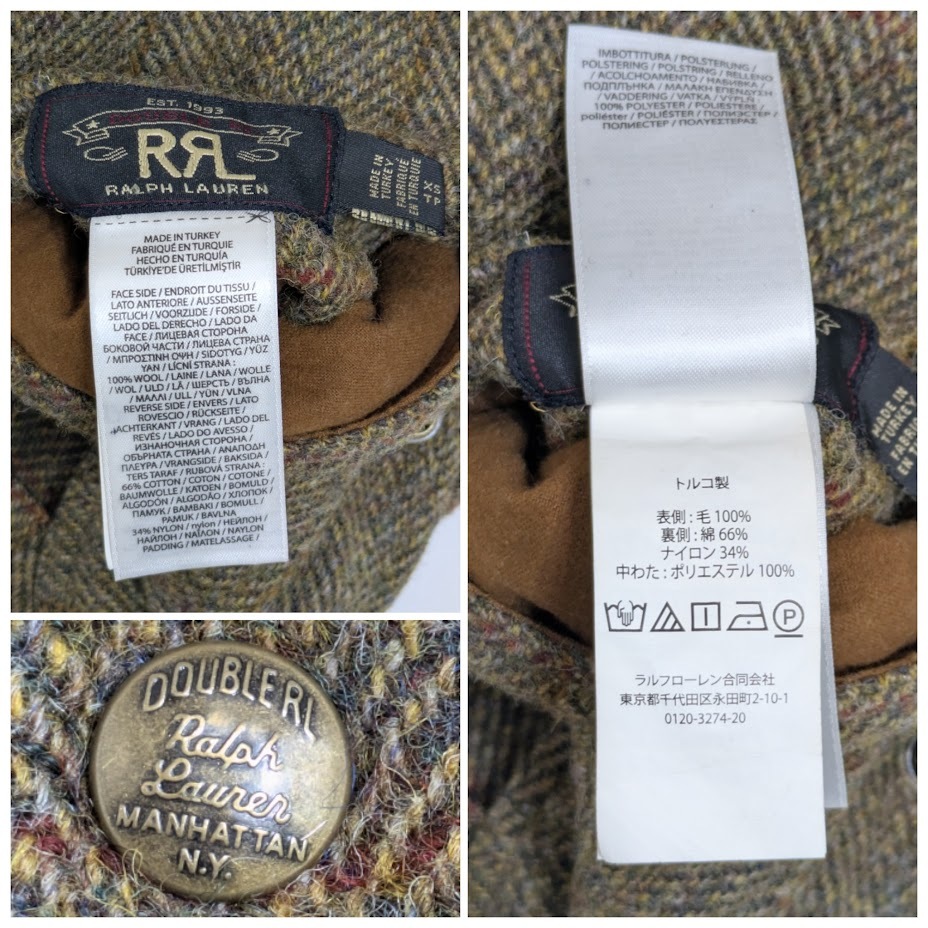 EST. 1993
RRL
RALPH LAUREN
MADE IN
TURKEY
FABRIQUÉ
EN TURQUIE
XS
TP
MADE IN TURKEY
FABRIQUÉ EN TURQUIE
HECHO EN TURQUÍA
TÜRKİYE'DE ÜRETİLMİŞTİR
FACE SIDE / ENDROIT DU TISSU /
LATO ANTERIORE / AUSSENSEITE
SEITLICH / VOORZIJDE / FORSIDE /
LADO DEL DERECHO / LADO DA
FACE / ЛИЦЕВАЯ СТОРОНА
БОКОВОЙ ЧАСТИ / ЛИЦЕВА СТРАНА
/ ΜΠΡΟΣΤΙΝΗ ΟΨΗ / SIDOTYG / YÜZ
YAN / LÍCNÍ STRANA :
100% WOOL / LAINE / LANA / WOLLE
/ WOL / ULD / LÃ / ШЕРСТЬ / ВЪЛНА
/ ΜΑΛΛΙ / ULL / YÜN / VLNA
REVERSE SIDE / ENVERS / LATO
ROVESCIO / RÜCKSEITE /
ACHTERKANT / VRANG / LADO DEL
REVÉS / LADO DO AVESSO /
ИЗНАНОЧНАЯ СТОРОНА /
ОБЪРНАТА СТРАНА / ΑΝΑΠΟΔΗ
ΠΛΕΥΡΑ / VRANGSIDE / BAKSIDA /
TERS TARAF / RUBOVÁ STRANA :
66% COTTON / COTON / COTONE /
BAUMWOLLE / KATOEN / BOMULD /
ALGODÓN / ALGODÃO / ХЛОПОК /
ПАМУК / ΒΑΜΒΑΚΙ / BOMULL /
PAMUK / BAVLNA
34% NYLON / nylon / НЕЙЛОН /
НАЙЛОН / ΝΑΪΛΟΝ / NAYLON
PADDING / MATELASSAGE /
IMBOTTITURA / POLSTERUNG /
POLSTERING / POLSTRING / RELLENO
/ ACOLCHOAMENTO / НАБИВКА /
ПОДПЛЪНКА / ΜΑΛΑΚΗ ΕΠΕΝΔΥΣΗ
/ VADDERING / VATKA / VÝPLŇ :
100% POLYESTER / POLIESTERE /
poliéster / POLIÉSTER / ПОЛИЭСТЕР /
ПОЛИЕСТЕР / ΠΟΛΥΕΣΤΕΡΑΣ
MADE IN
TURKEY
トルコ製
表側 : 毛 100%
裏側 : 綿 66%
ナイロン 34%
中わた : ポリエステル 100%
P
ラルフローレン合同会社
東京都千代田区永田町2-10-1
0120-3274-20
DOUBLE RL
Ralph
Lauren
MANHATTAN
N.Y.